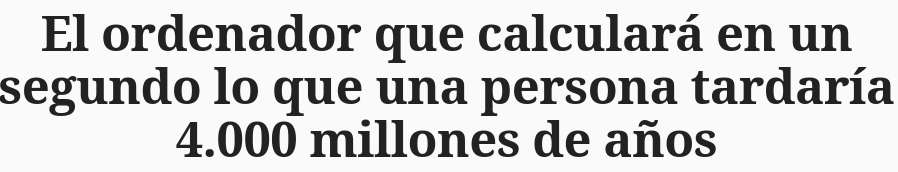 El ordenador que calculará en un
segundo lo que una persona tardaría
4.000 millones de años